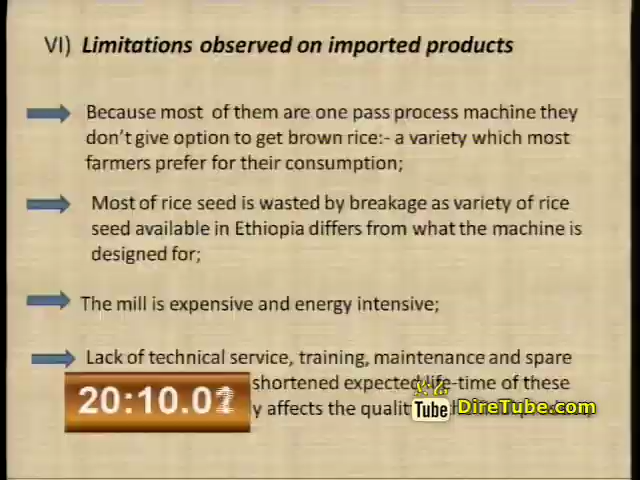 VI) Limitations observed on imported products
Because most of them are one pass process machine they
don't give option to get brown rice:- a variety which most
farmers prefer for their consumption;
Most of rice seed is wasted by breakage as variety of rice
seed available in Ethiopia differs from what the machine is
designed for;
The mill is expensive and energy intensive;
Lack of technical service, training, maintenance and spare
shortened expected life-time of these
affects the quality
20:10.02
Tube DireTube.com